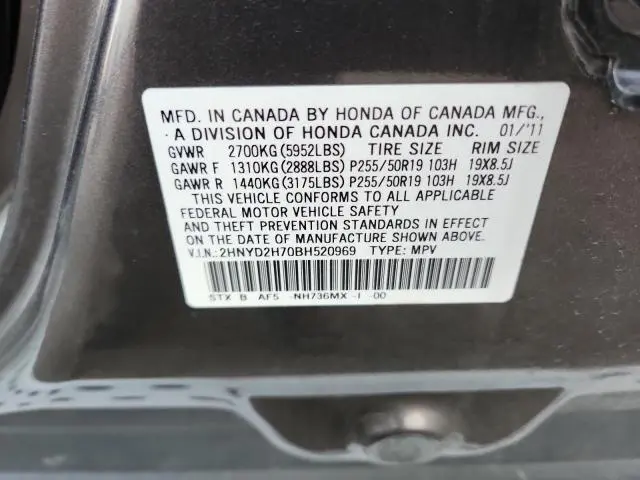 MFD. IN CANADA BY HONDA OF CANADA MFG.,
A DIVISION OF HONDA CANADA INC. 01/'11
GVWR 2700KG(5952LBS) TIRE SIZE RIM SIZE
GAWR F 1310KG(2888LBS) P255/50R19 103H 19X8.5J
GAWR R 1440KG(3175LBS) P255/50R19 103H 19X8.5J
THIS VEHICLE CONFORMS TO ALL APPLICABLE
FEDERAL MOTOR VEHICLE SAFETY
AND THEFT PREVENTION STANDARDS IN EFFECT
ON THE DATE OF MANUFACTURE SHOWN ABOVE.
V.I.N.:2HNYD2H70BH520969 TYPE: MPV
STX B AF5 -NH736MX -I -00